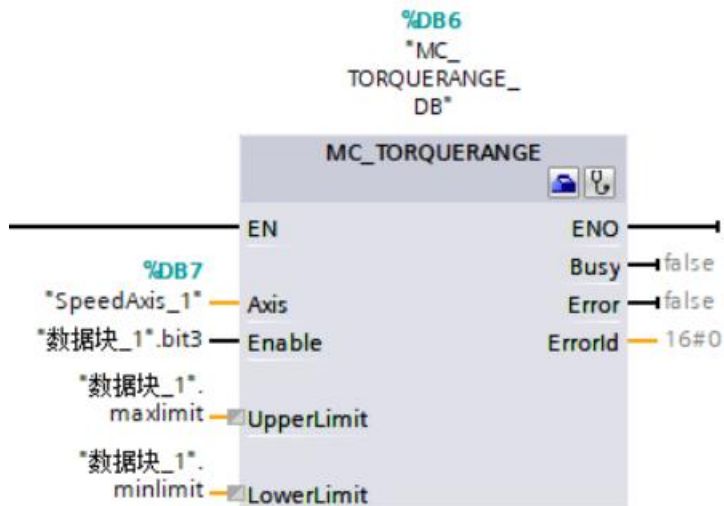 %DB6
"MC_
TORQUERANGE_
DB"
MC_TORQUERANGE
EN
ENO
Busy
false
%DB7
"SpeedAxis_1"
Axis
Error
false
"数据块_1".bit3
Enable
ErrorId
16#0
"数据块_1".
maxlimit
UpperLimit
"数据块_1".
minlimit
LowerLimit